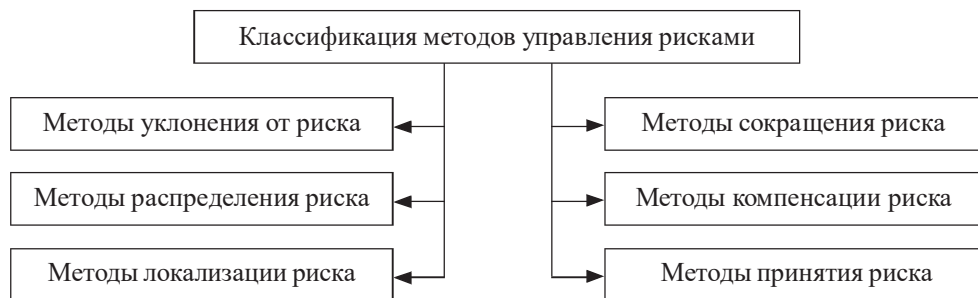 Классификация методов управления рисками
Методы уклонения от риска
Методы сокращения риска
Методы распределения риска
Методы компенсации риска
Методы локализации риска
Методы принятия риска